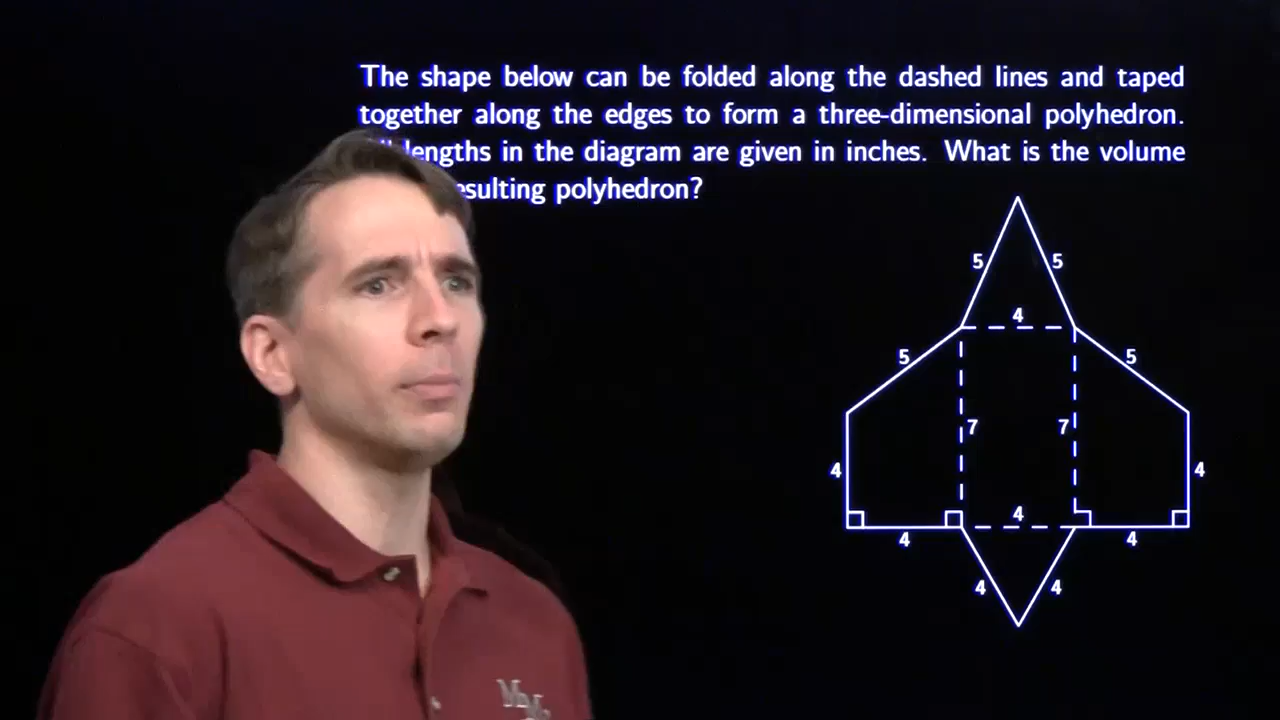 The shape below can be folded along the dashed lines and taped
together along the edges to form a three-dimensional polyhedron.
lengths in the diagram are given in inches. What is the volume
polyhedron?
5 5
4
5 5
7 7
4 4
4
4 4
4 4